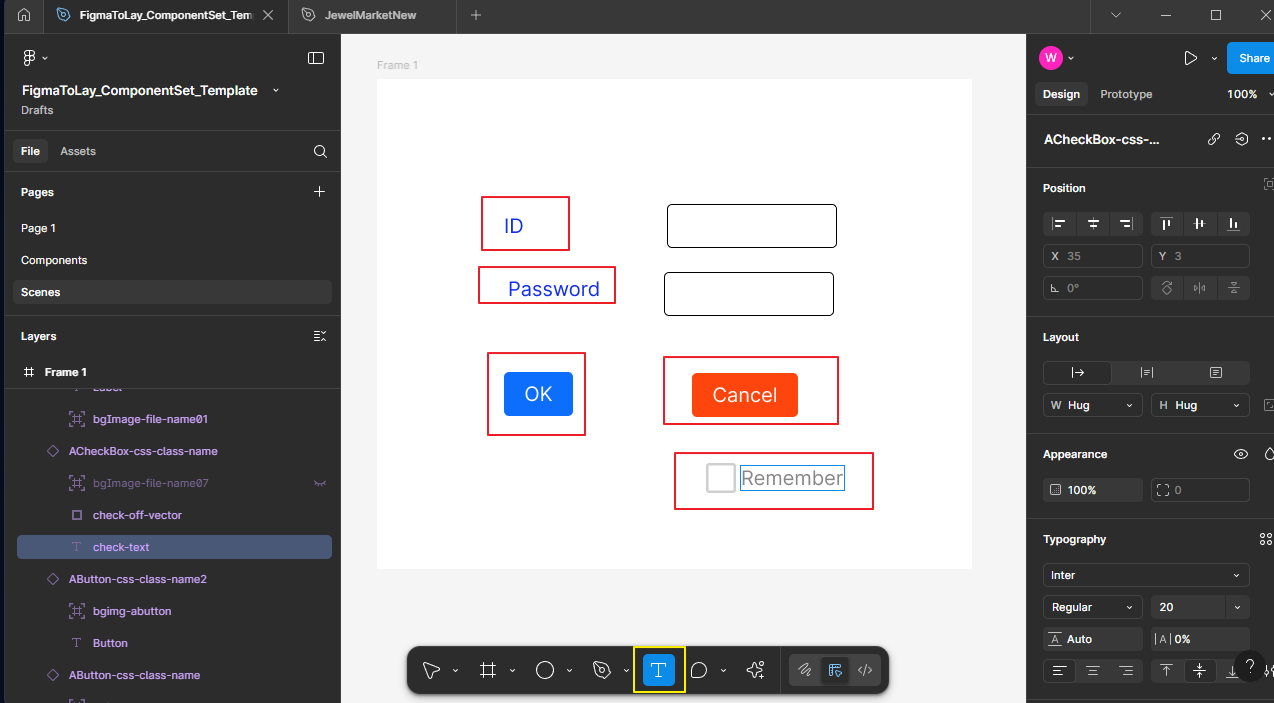 FigmaToLay_ComponentSet_Tem
JewelMarketNew
FigmaToLay_ComponentSet_Template
Drafts
File
Assets
Pages
Page 1
Components
Scenes
Layers
Frame 1
bgImage-file-name01
ACheckBox-css-class-name
bgImage-file-name07
check-off-vector
check-text
AButton-css-class-name2
bgimg-abutton
Button
AButton-css-class-name
Frame 1
ID
Password
OK
Cancel
Remember
W
Share
Design
Prototype
100%
ACheckBox-css-...
Position
X 35
Y 3
0°
Layout
W Hug
H Hug
Appearance
100%
0
Typography
Inter
Regular
20
A Auto
|A| 0%
T
</>
?